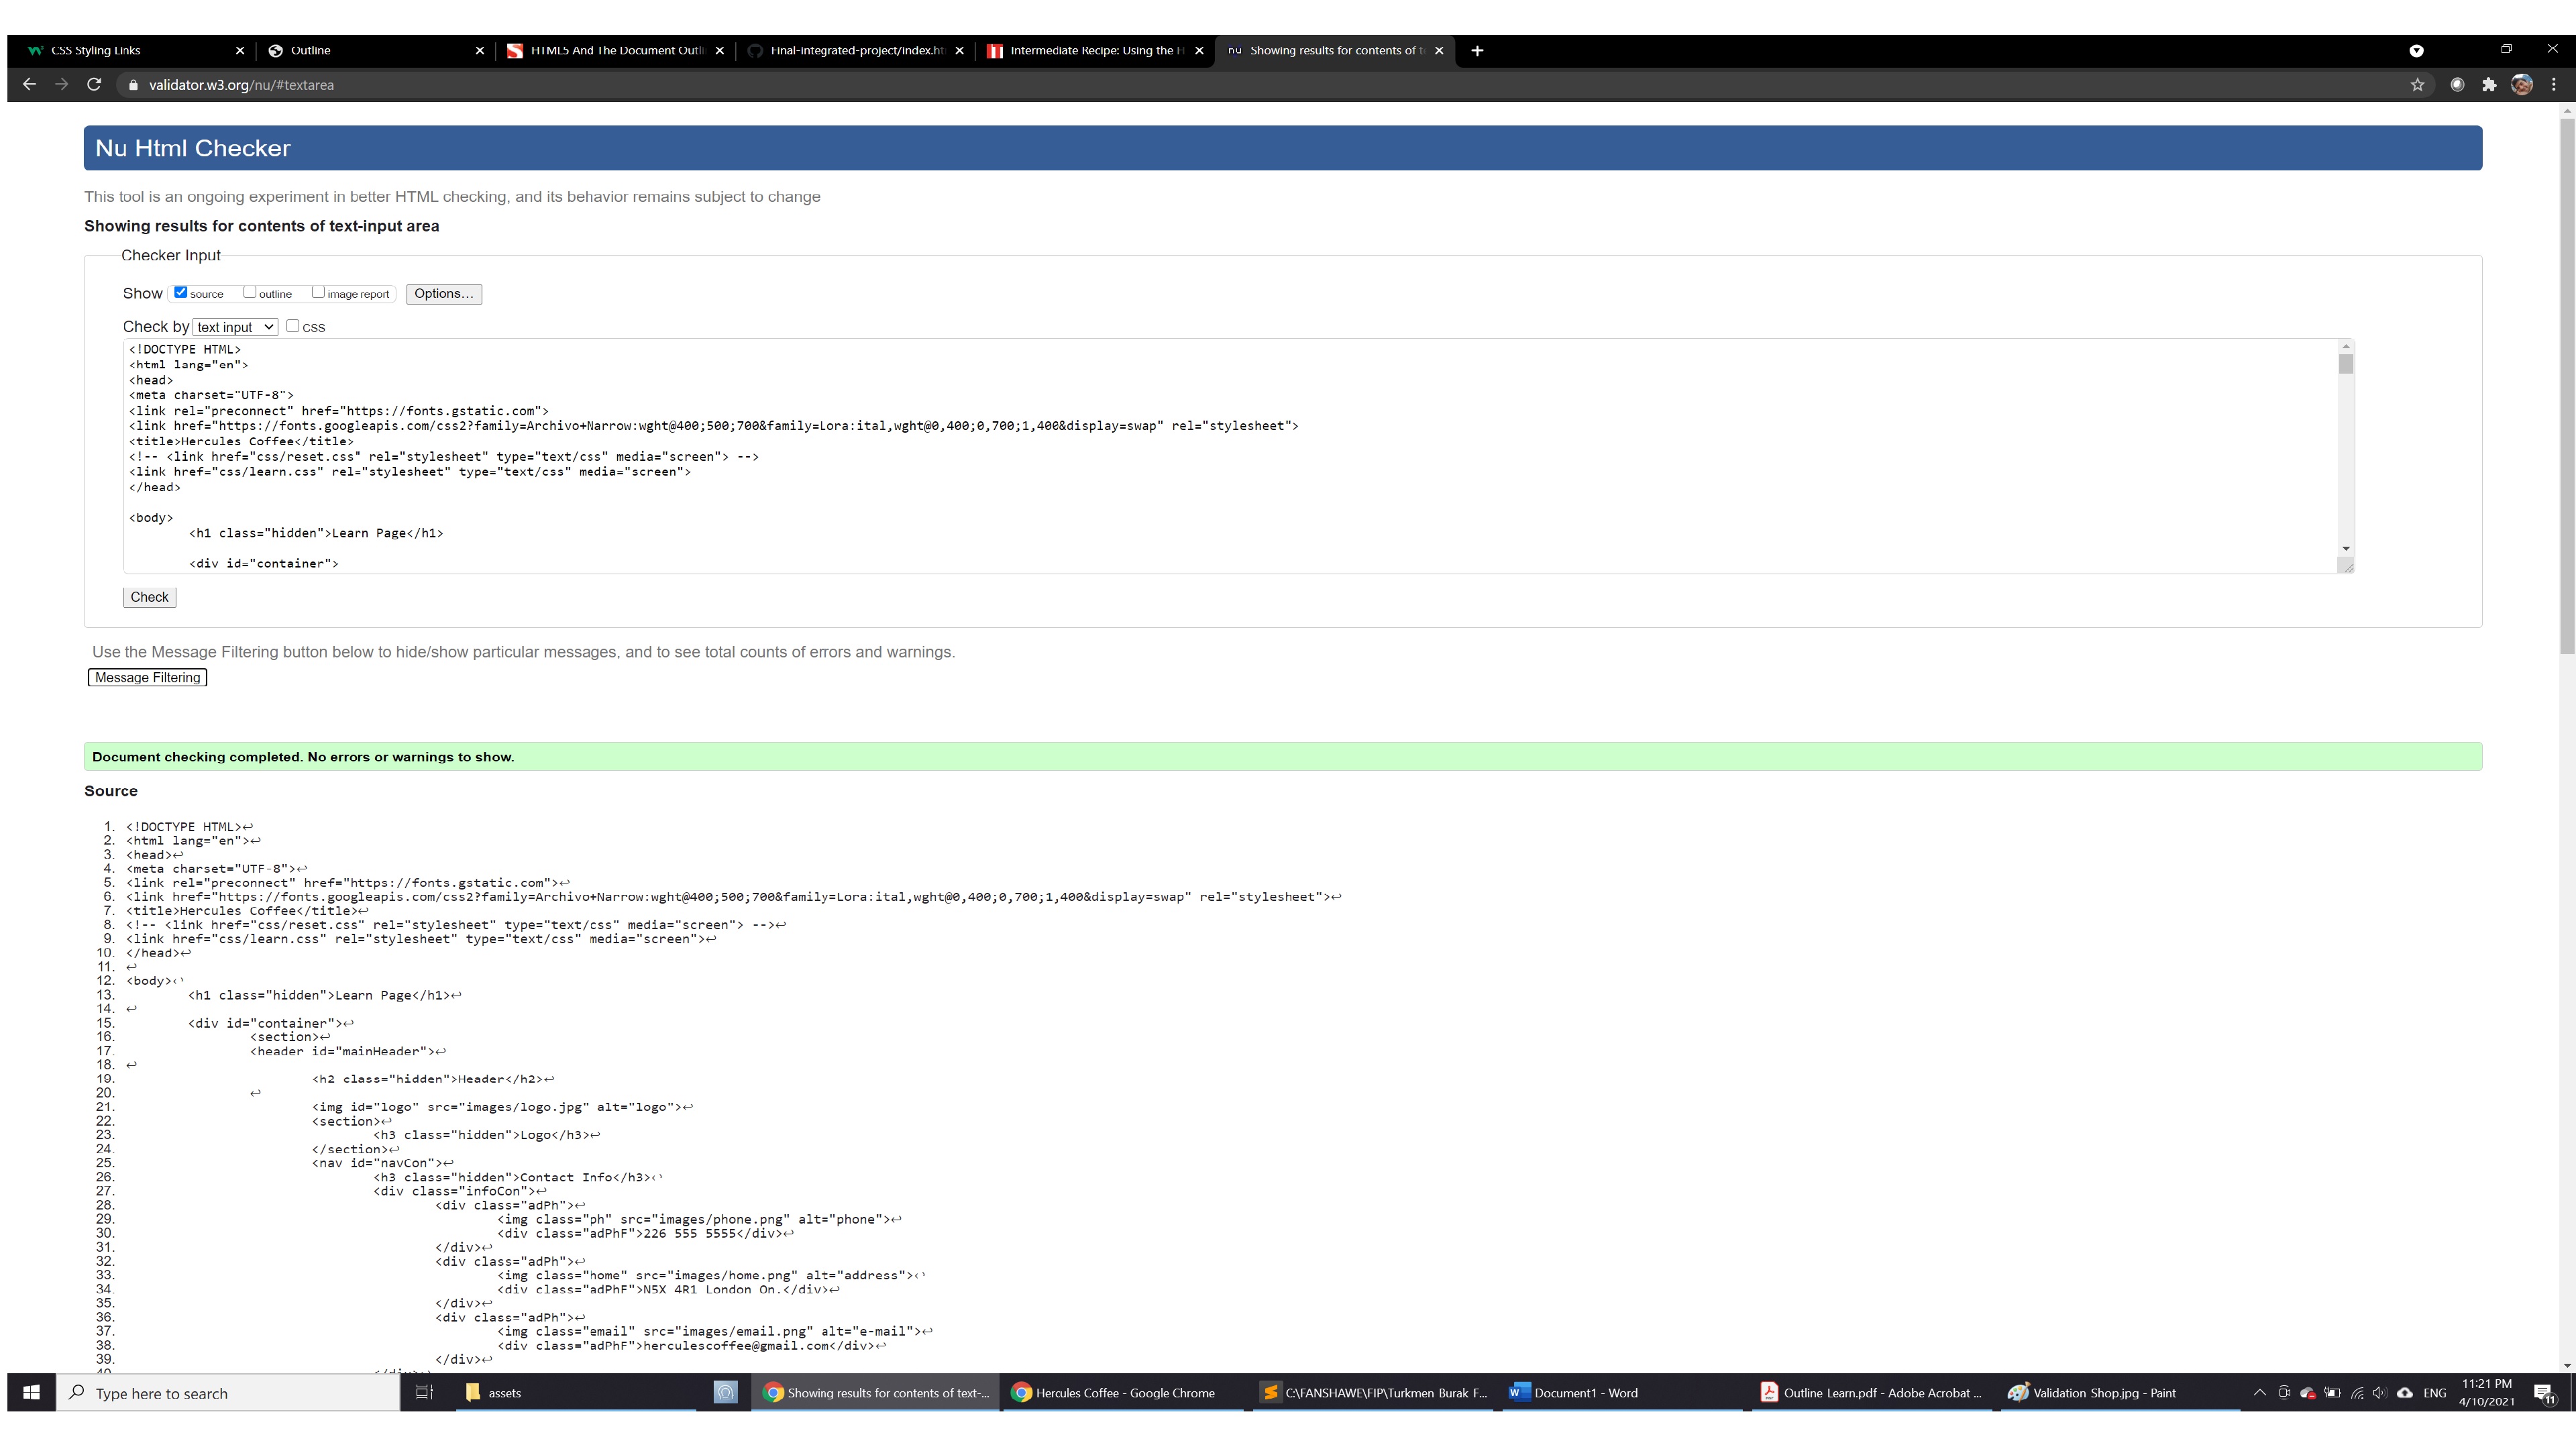 CSS Styling Links
Outline
HTML5 And The Document Outli
Final-integrated-project/index.ht
Intermediate Recipe: Using the H
nu Showing results for contents of te
validator.w3.org/nu/#textarea
Nu Html Checker
This tool is an ongoing experiment in better HTML checking, and its behavior remains subject to change
Showing results for contents of text-input area
Checker Input
Show source outline image report Options...
Check by text input css
<!DOCTYPE HTML>
<html lang="en">
<head>
<meta charset="UTF-8">
<link rel="preconnect" href="https://fonts.gstatic.com">
<link href="https://fonts.googleapis.com/css2?family=Archivo+Narrow:wght@400;500;700&family=Lora:ital,wght@0,400;0,700;1,400&display=swap" rel="stylesheet">
<title>Hercules Coffee</title>
<!-- <link href="css/reset.css" rel="stylesheet" type="text/css" media="screen"> -->
<link href="css/learn.css" rel="stylesheet" type="text/css" media="screen">
</head>
<body>
<h1 class="hidden">Learn Page</h1>
<div id="container">
Check
Use the Message Filtering button below to hide/show particular messages, and to see total counts of errors and warnings.
Message Filtering
Document checking completed. No errors or warnings to show.
Source
1. <!DOCTYPE HTML>↩
2. <html lang="en">↩
3. <head>↩
4. <meta charset="UTF-8">↩
5. <link rel="preconnect" href="https://fonts.gstatic.com">↩
6. <link href="https://fonts.googleapis.com/css2?family=Archivo+Narrow:wght@400;500;700&family=Lora:ital,wght@0,400;0,700;1,400&display=swap" rel="stylesheet">↩
7. <title>Hercules Coffee</title>↩
8. <!-- <link href="css/reset.css" rel="stylesheet" type="text/css" media="screen"> -->↩
9. <link href="css/learn.css" rel="stylesheet" type="text/css" media="screen">↩
10. </head>↩
11. ↩
12. <body>↩
13. <h1 class="hidden">Learn Page</h1>↩
14. ↩
15. <div id="container">↩
16. <section>↩
17. <header id="mainHeader">↩
18. ↩
19. <h2 class="hidden">Header</h2>↩
20. ↩
21. <img id="logo" src="images/logo.jpg" alt="logo">↩
22. <section>↩
23. <h3 class="hidden">Logo</h3>↩
24. </section>↩
25. <nav id="navCon">↩
26. <h3 class="hidden">Contact Info</h3>↩
27. <div class="infoCon">↩
28. <div class="adPh">↩
29. <img class="ph" src="images/phone.png" alt="phone">↩
30. <div class="adPhF">226 555 5555</div>↩
31. </div>↩
32. <div class="adPh">↩
33. <img class="home" src="images/home.png" alt="address">↩
34. <div class="adPhF">N5X 4R1 London On.</div>↩
35. </div>↩
36. <div class="adPh">↩
37. <img class="email" src="images/email.png" alt="e-mail">↩
38. <div class="adPhF">herculescoffee@gmail.com</div>↩
39. </div>↩
Type here to search
assets
Showing results for contents of text-...
Hercules Coffee - Google Chrome
C:\FANSHAWE\FIP\Turkmen Burak F...
Document1 - Word
Outline Learn.pdf - Adobe Acrobat ...
Validation Shop.jpg - Paint
ENG
11:21 PM
4/10/2021
11